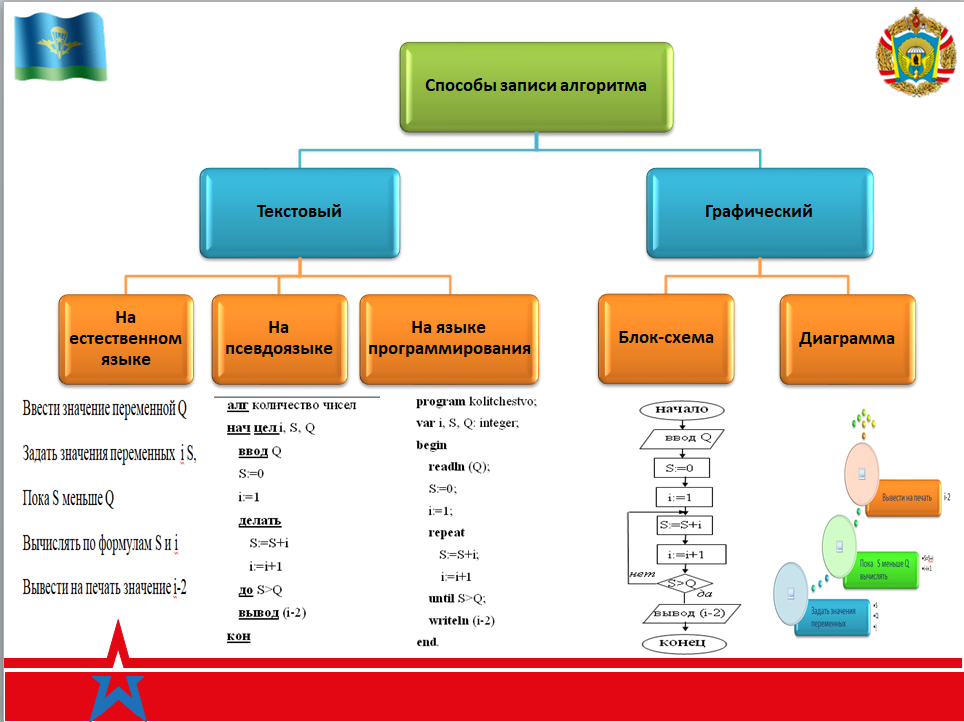 Способы записи алгоритма
Текстовый
Графический
На
естественном
языке
На
псевдоязыке
На языке
программирования
Блок-схема
Диаграмма
Ввести значение переменной Q
Задать значения переменных i S,
Пока S меньше Q
Вычислять по формулам S и i
Вывести на печать значение i-2
алг количество чисел
нач цел i, S, Q
ввод Q
S:=0
i:=1
делать
S:=S+i
i:=i+1
до S>Q
вывод (i-2)
кон
program kolitchestvo;
var i, S, Q: integer;
begin
readln (Q);
S:=0;
i:=1;
repeat
S:=S+i;
i:=i+1
until S>Q;
writeln (i-2)
end.
начало
ввод Q
S:=0
i:=1
S:=S+i
i:=i+1
нет
S>Q
да
вывод (i-2)
конец
Вывести на печать
i-2
Пока S меньше Q
вычислять
Задать значения
переменных